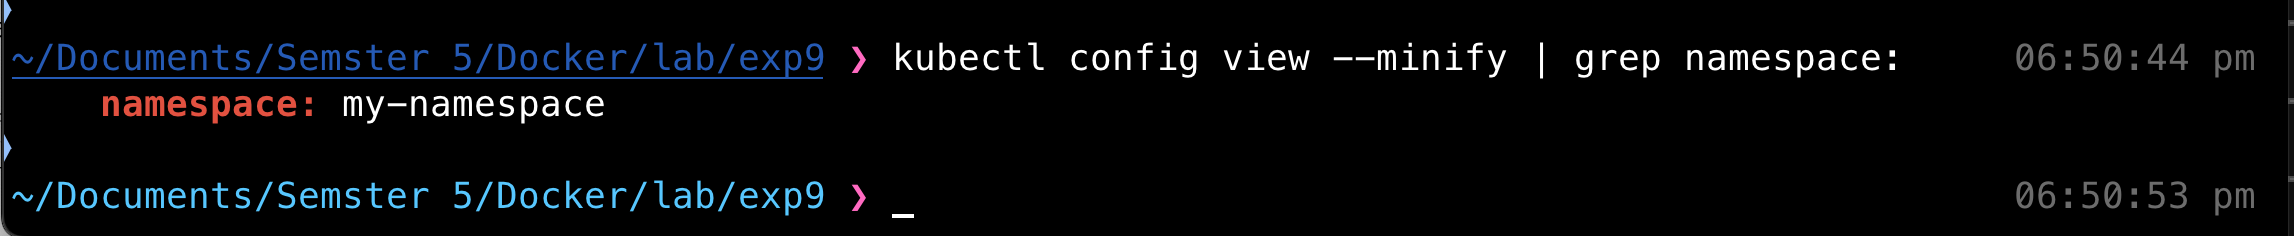 ~/Documents/Semster 5/Docker/lab/exp9 ❯ kubectl config view --minify | grep namespace: 06:50:44 pm
namespace: my-namespace
~/Documents/Semster 5/Docker/lab/exp9 ❯ _ 06:50:53 pm